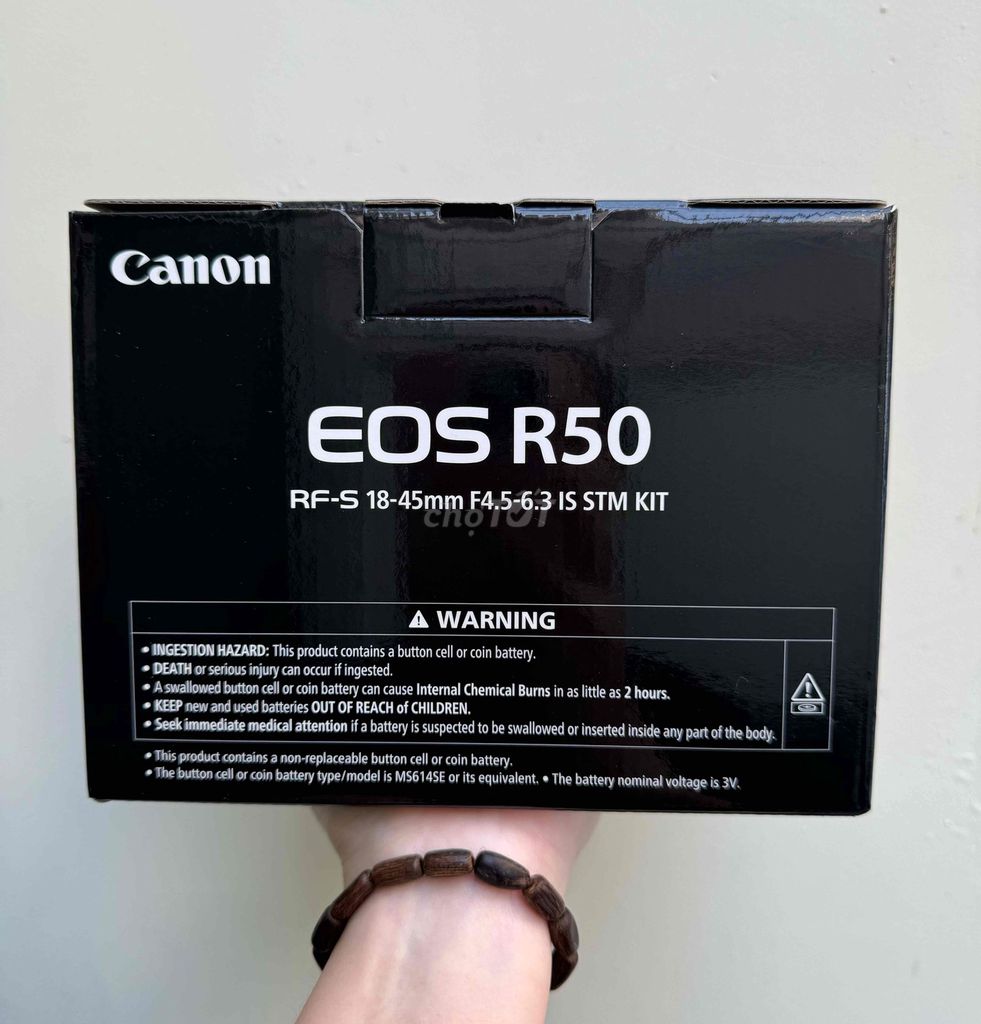 Canon
EOS R50
RF-S 18-45mm F4.5-6.3 IS STM KIT
chợTỐT
WARNING
• INGESTION HAZARD: This product contains a button cell or coin battery.
• DEATH or serious injury can occur if ingested.
• A swallowed button cell or coin battery can cause Internal Chemical Burns in as little as 2 hours.
• KEEP new and used batteries OUT OF REACH of CHILDREN.
• Seek immediate medical attention if a battery is suspected to be swallowed or inserted inside any part of the body.
• This product contains a non-replaceable button cell or coin battery.
• The button cell or coin battery type/model is MS614SE or its equivalent. • The battery nominal voltage is 3V.